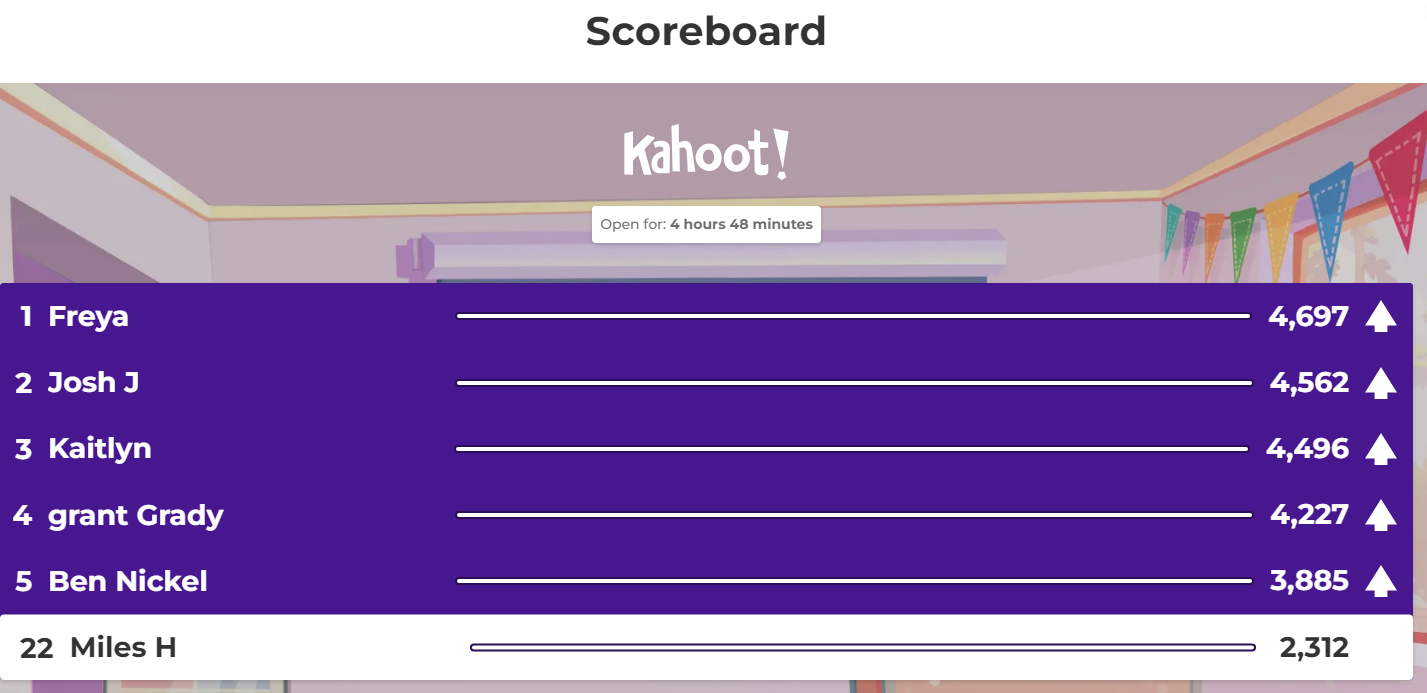 Scoreboard
Kahoot!
Open for: 4 hours 48 minutes
1 Freya 4,697
2 Josh J 4,562
3 Kaitlyn 4,496
4 grant Grady 4,227
5 Ben Nickel 3,885
22 Miles H 2,312